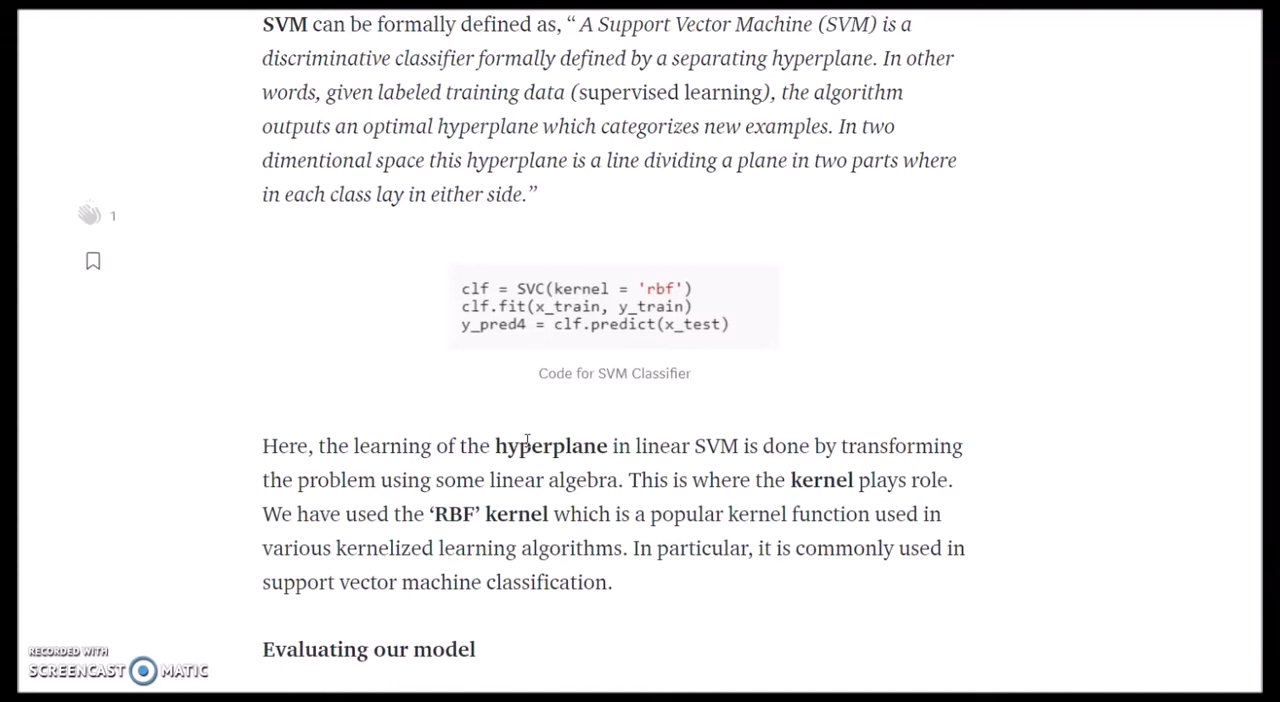 SVM can be formally defined as, “ A Support Vector Machine (SVM) is a
discriminative classifier formally defined by a separating hyperplane. In other
words, given labeled training data (supervised learning), the algorithm
outputs an optimal hyperplane which categorizes new examples. In two
dimentional space this hyperplane is a line dividing a plane in two parts where
in each class lay in either side.”
1
clf = SVC(kernel = 'rbf')
clf.fit(x_train, y_train)
y_pred4 = clf.predict(x_test)
Code for SVM Classifier
Here, the learning of the hyperplane in linear SVM is done by transforming
the problem using some linear algebra. This is where the kernel plays role.
We have used the ‘RBF’ kernel which is a popular kernel function used in
various kernelized learning algorithms. In particular, it is commonly used in
support vector machine classification.
Evaluating our model
RECORDED WITH
SCREENCAST MATIC